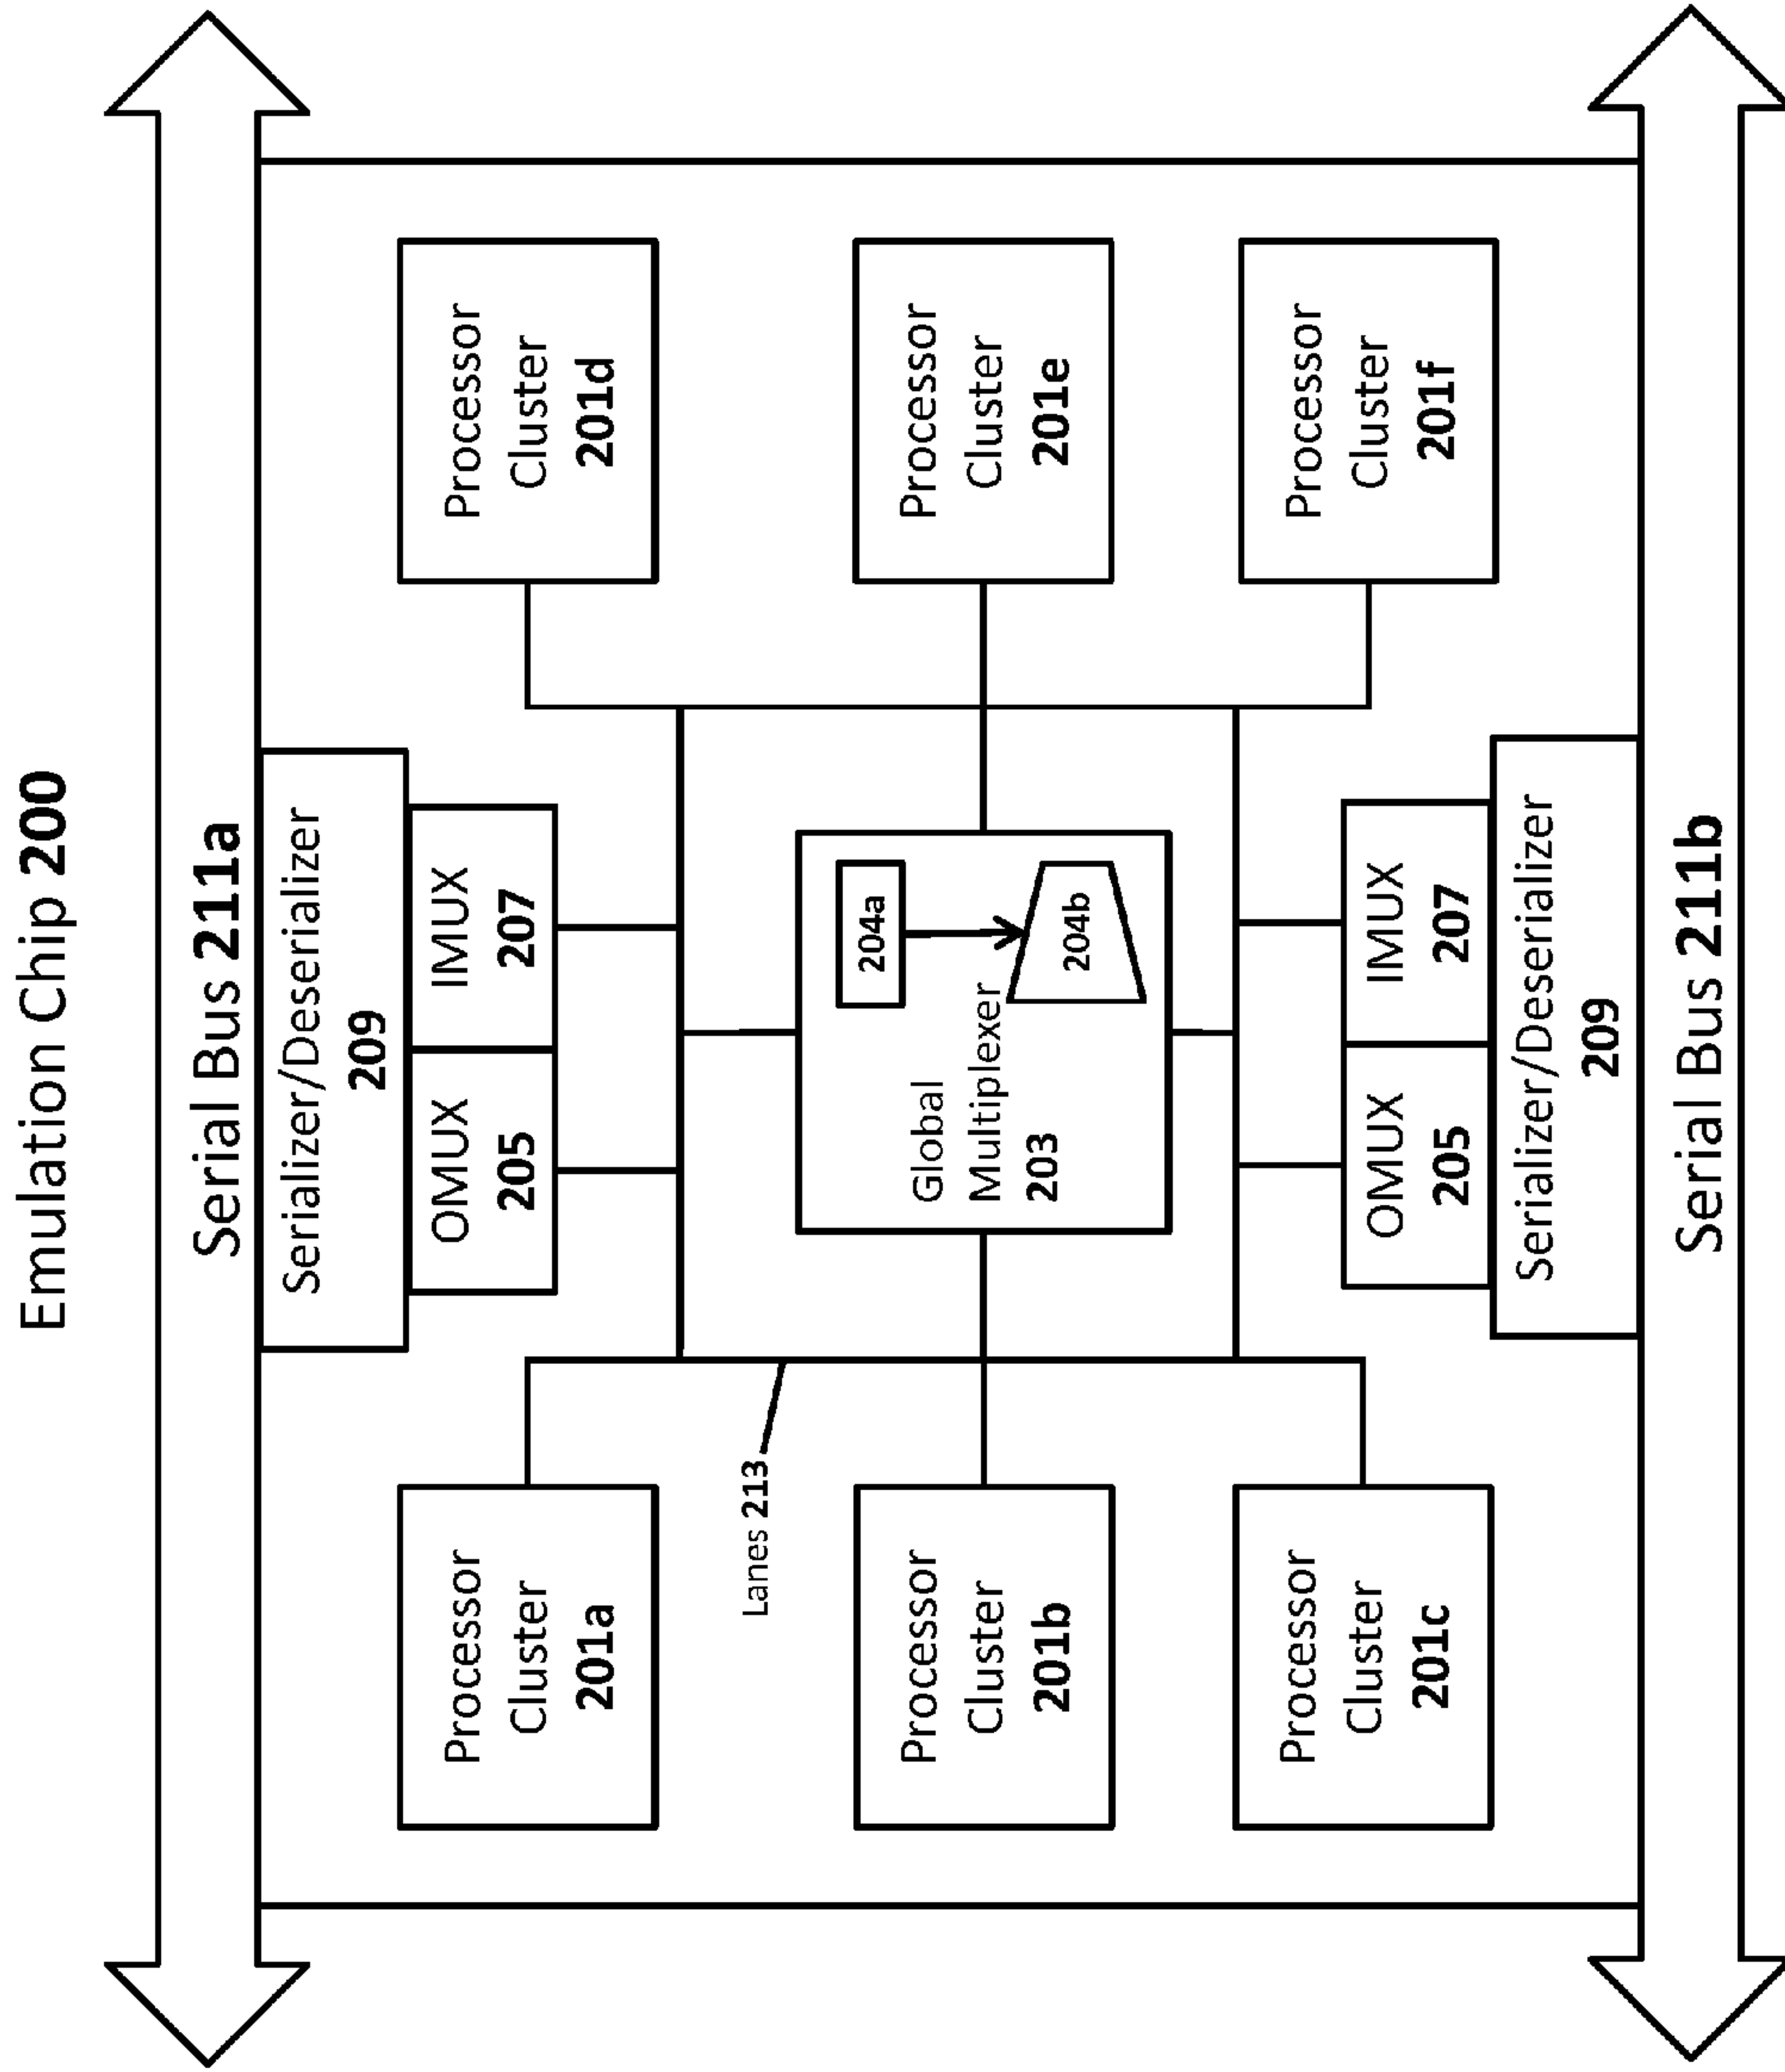 Emulation Chip 200
Serial Bus 211a
Serializer/Deserializer
209
OMUX
205
IMUX
207
Processor
Cluster
201a
Processor
Cluster
201d
Lanes 213
204a
204b
Global
Multiplexer
203
Processor
Cluster
201b
Processor
Cluster
201e
Processor
Cluster
201c
Processor
Cluster
201f
OMUX
205
IMUX
207
Serializer/Deserializer
209
Serial Bus 211b